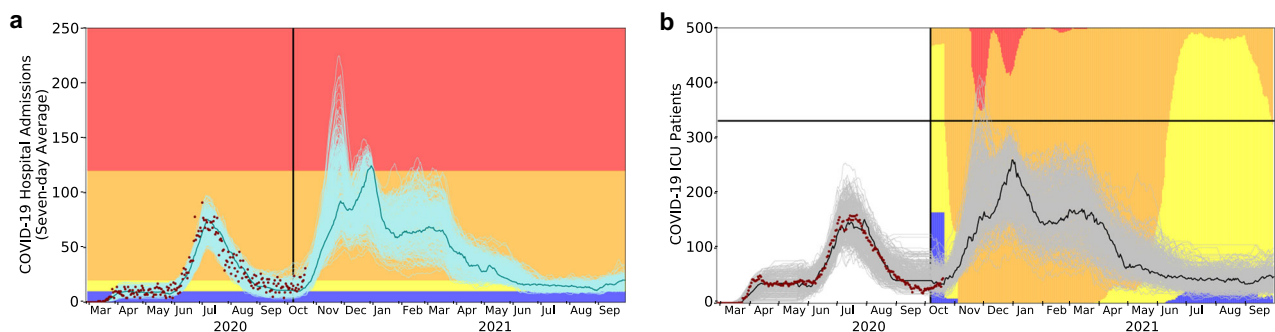 a
COVID-19 Hospital Admissions
(Seven-day Average)
250
200
150
100
50
0
Mar Apr May Jun Jul Aug Sep Oct Nov Dec Jan Feb Mar Apr May Jun Jul Aug Sep
2020 2021
b
COVID-19 ICU Patients
500
400
300
200
100
0
Mar Apr May Jun Jul Aug Sep Oct Nov Dec Jan Feb Mar Apr May Jun Jul Aug Sep
2020 2021